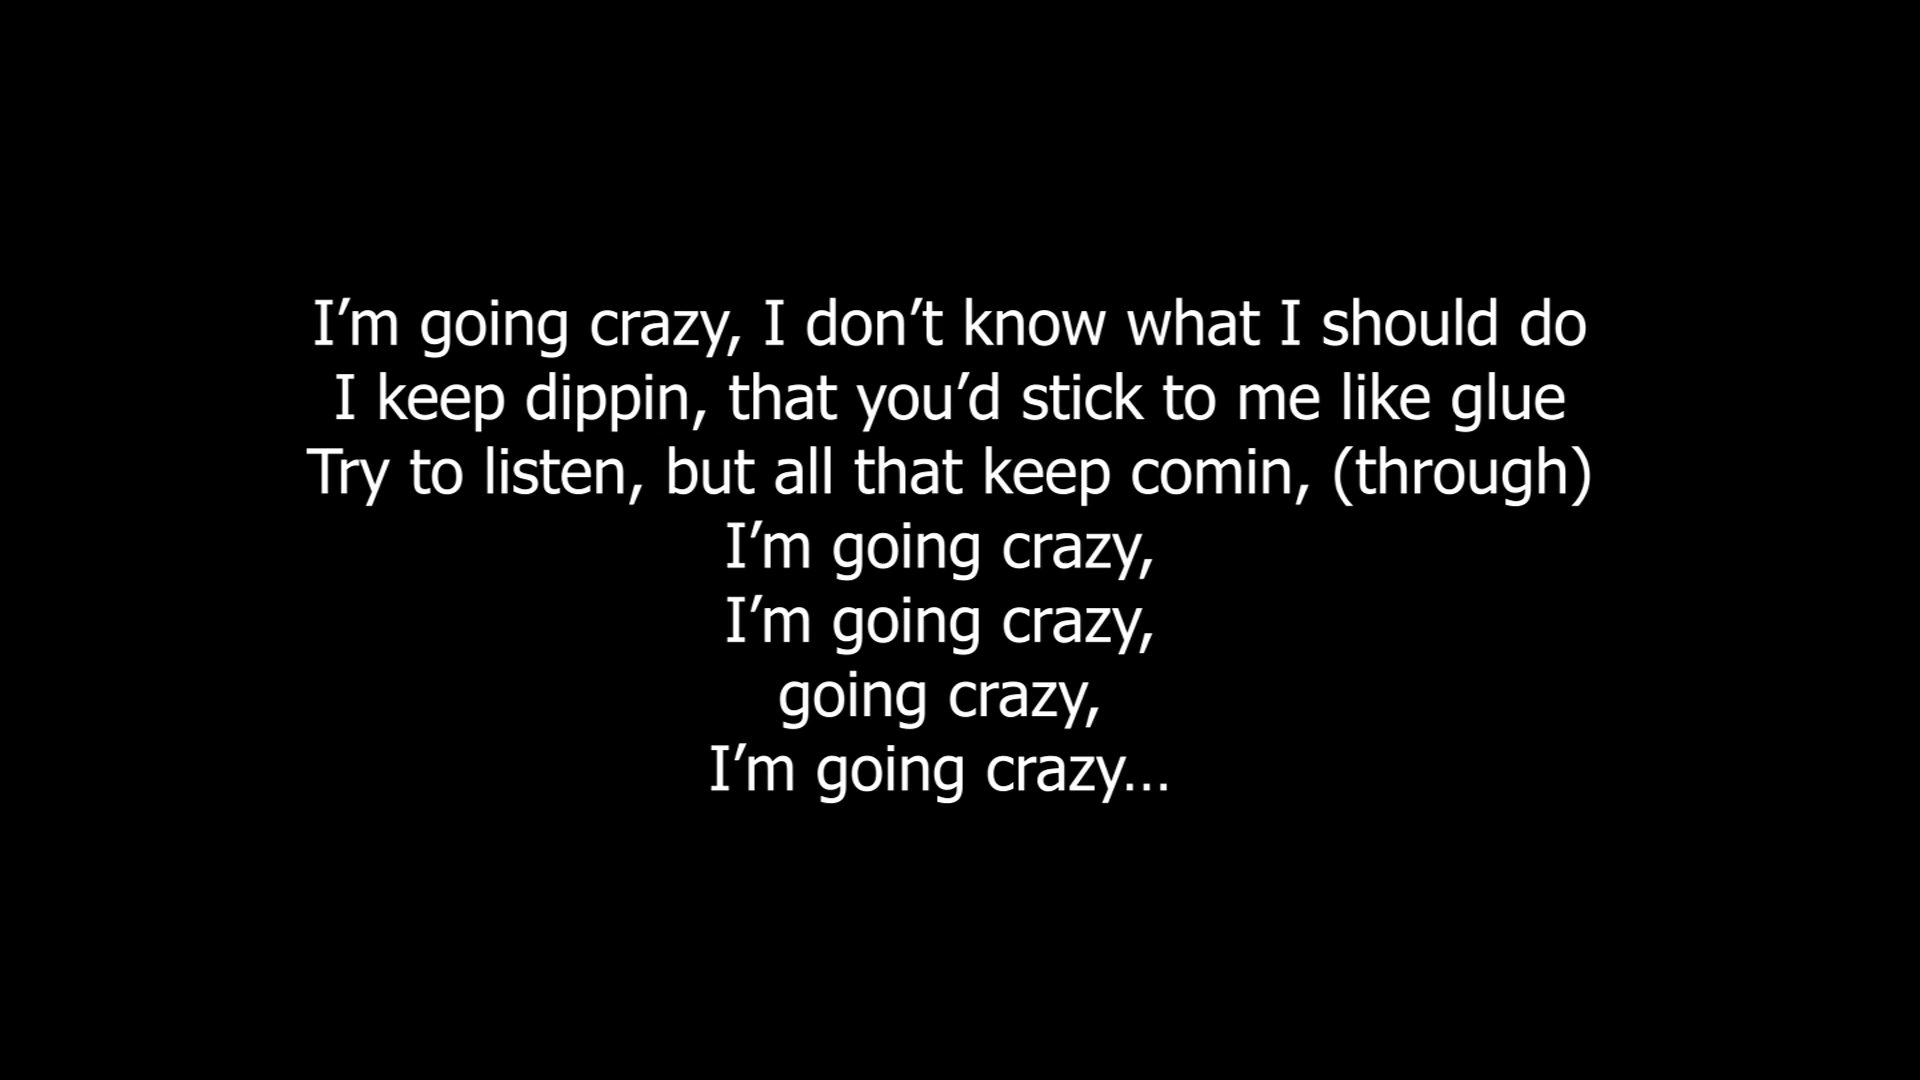 I’m going crazy, I don’t know what I should do
I keep dippin, that you’d stick to me like glue
Try to listen, but all that keep comin, (through)
I’m going crazy,
I’m going crazy,
going crazy,
I’m going crazy…